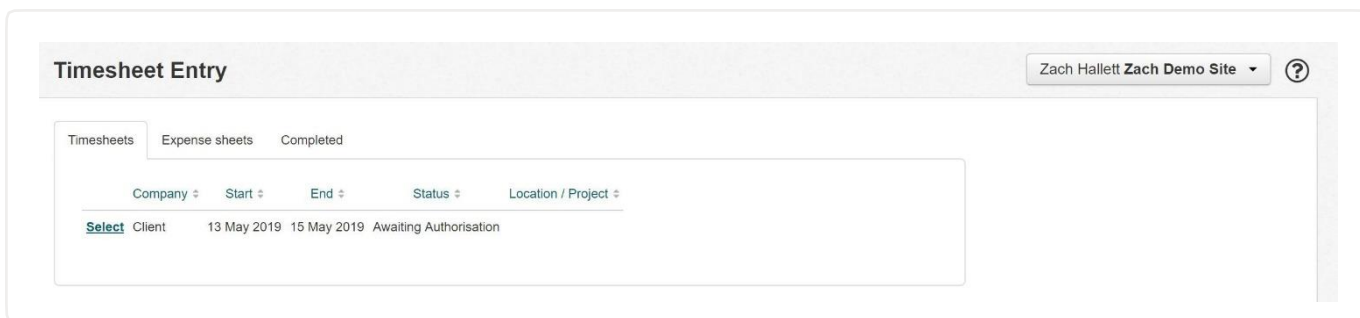 Timesheet Entry
Zach Hallett Zach Demo Site
?
Timesheets Expense sheets Completed
Company Start End Status Location / Project
Select Client 13 May 2019 15 May 2019 Awaiting Authorisation